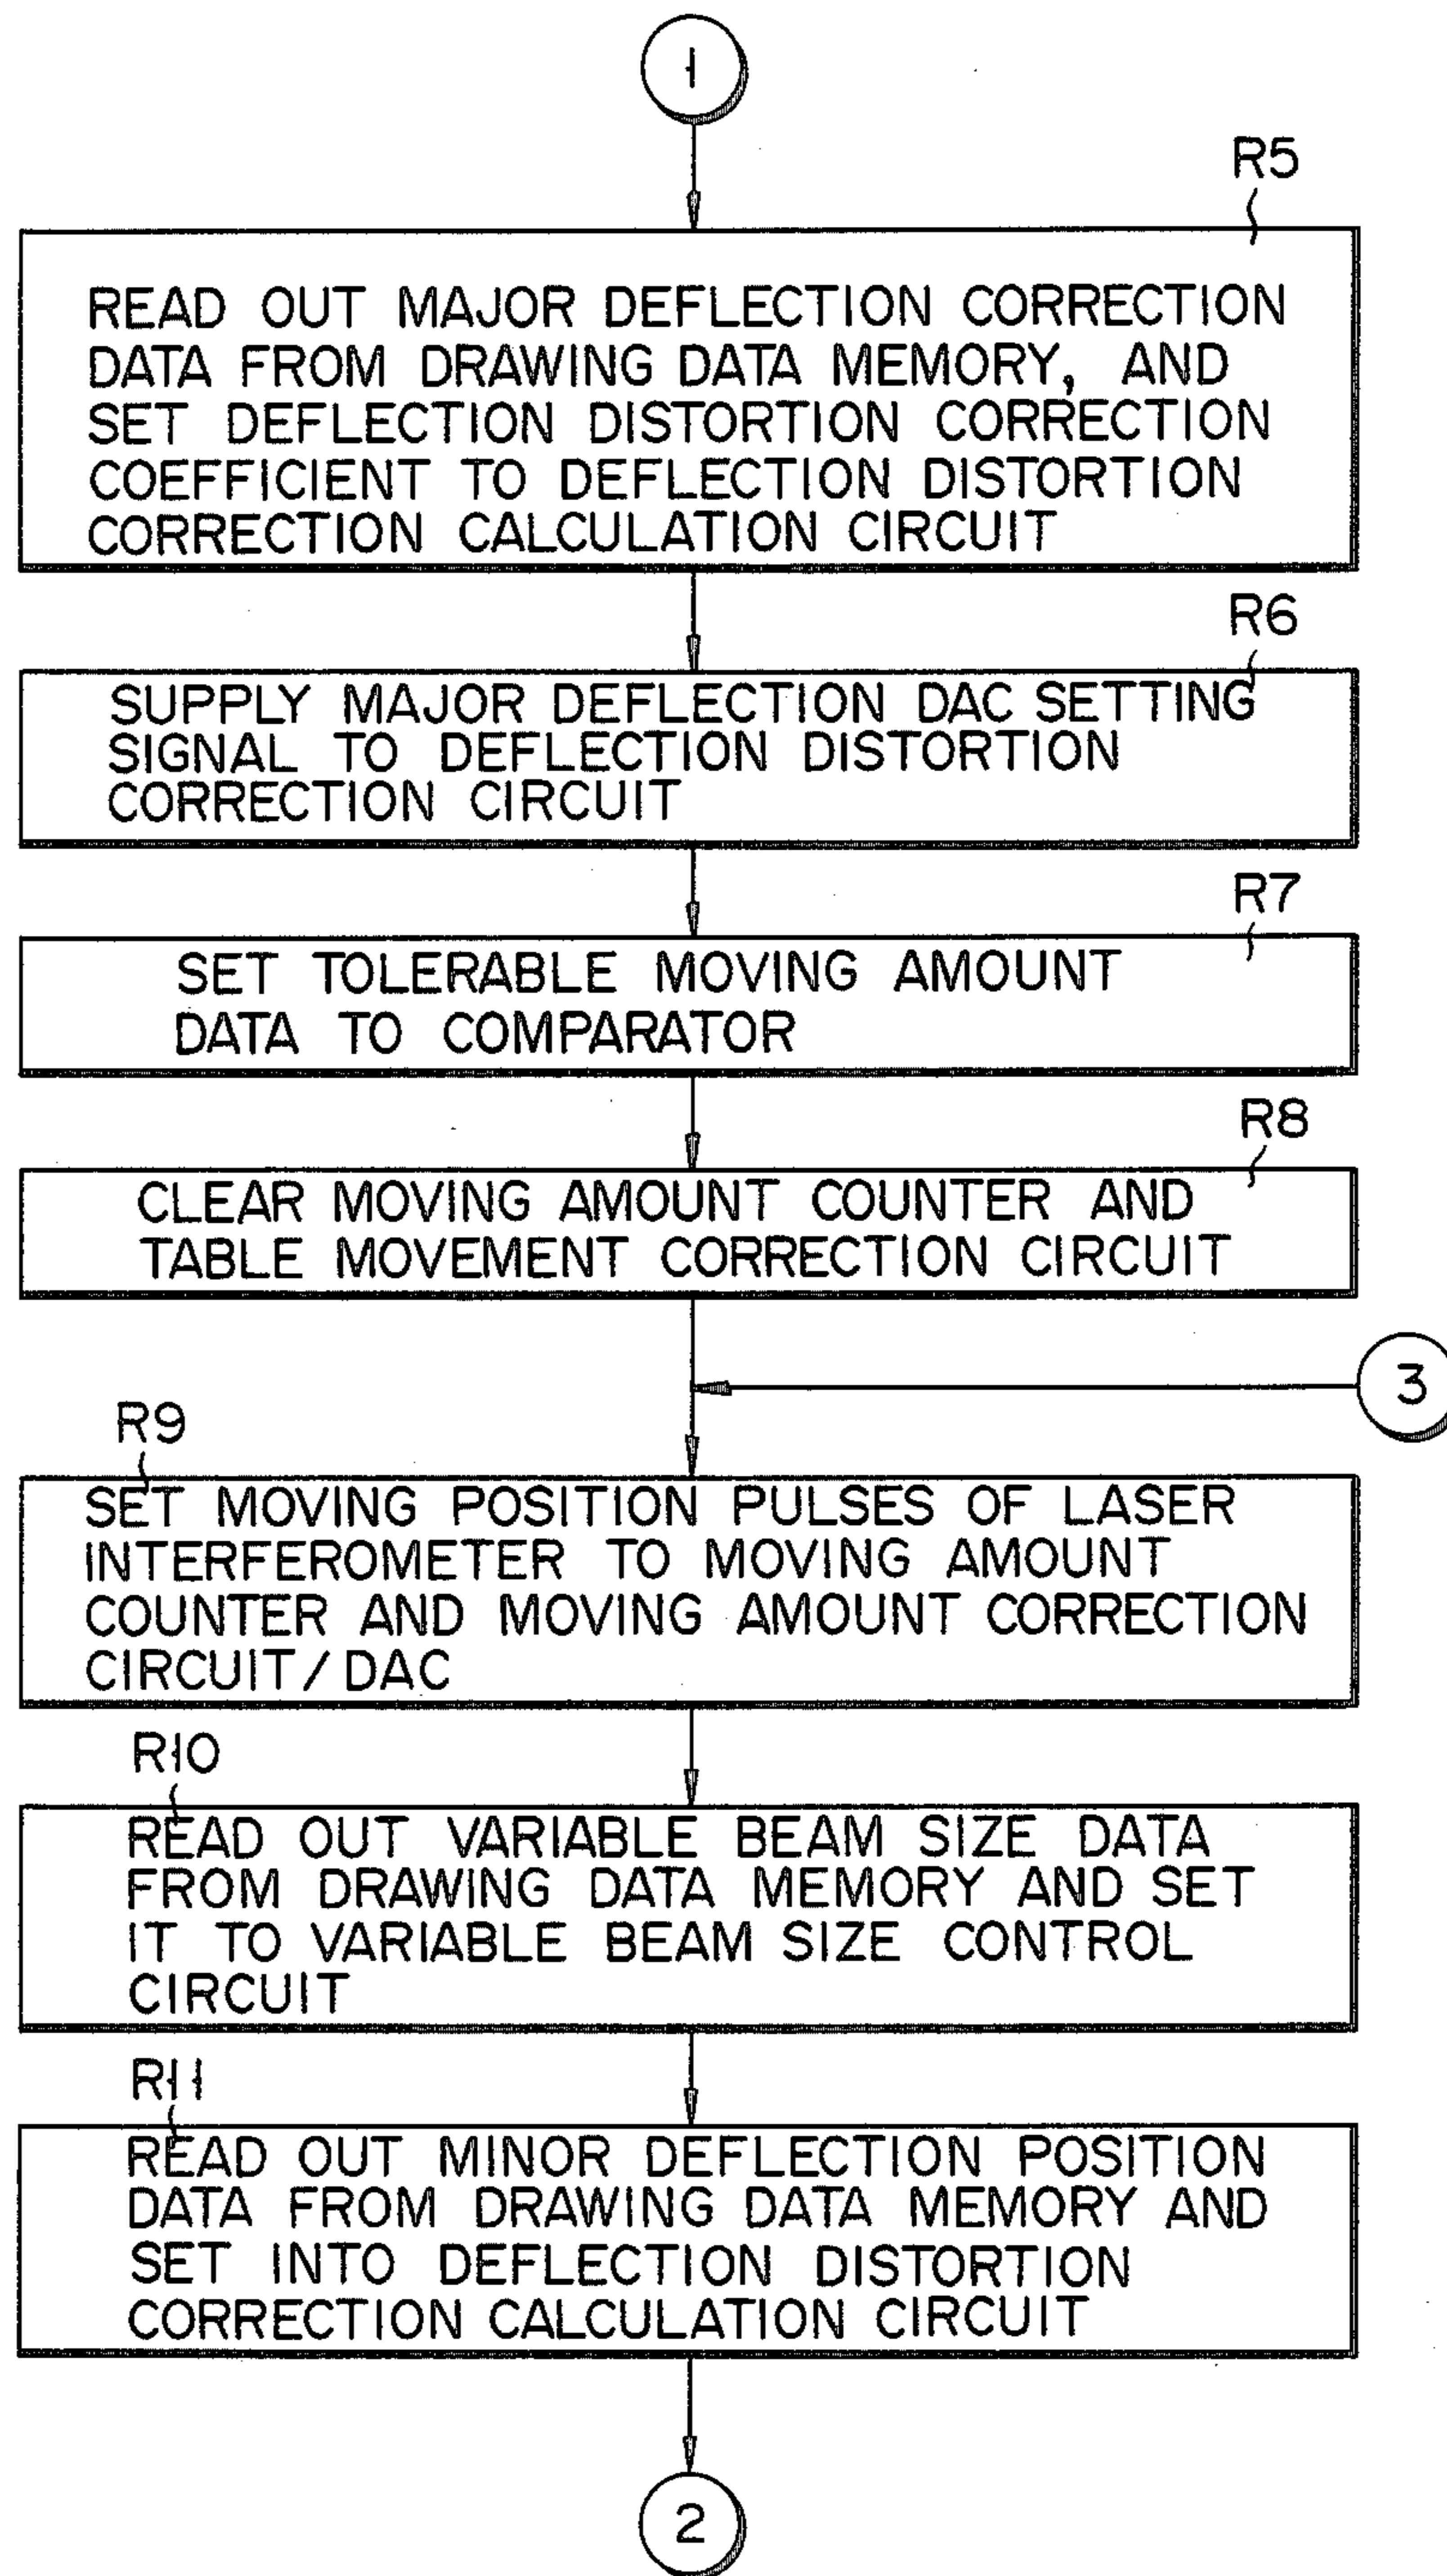 1
R5
READ OUT MAJOR DEFLECTION CORRECTION
DATA FROM DRAWING DATA MEMORY, AND
SET DEFLECTION DISTORTION CORRECTION
COEFFICIENT TO DEFLECTION DISTORTION
CORRECTION CALCULATION CIRCUIT
R6
SUPPLY MAJOR DEFLECTION DAC SETTING
SIGNAL TO DEFLECTION DISTORTION
CORRECTION CIRCUIT
R7
SET TOLERABLE MOVING AMOUNT
DATA TO COMPARATOR
R8
CLEAR MOVING AMOUNT COUNTER AND
TABLE MOVEMENT CORRECTION CIRCUIT
3
R9
SET MOVING POSITION PULSES OF LASER
INTERFEROMETER TO MOVING AMOUNT
COUNTER AND MOVING AMOUNT CORRECTION
CIRCUIT/DAC
R10
READ OUT VARIABLE BEAM SIZE DATA
FROM DRAWING DATA MEMORY AND SET
IT TO VARIABLE BEAM SIZE CONTROL
CIRCUIT
R11
READ OUT MINOR DEFLECTION POSITION
DATA FROM DRAWING DATA MEMORY AND
SET INTO DEFLECTION DISTORTION
CORRECTION CALCULATION CIRCUIT
2